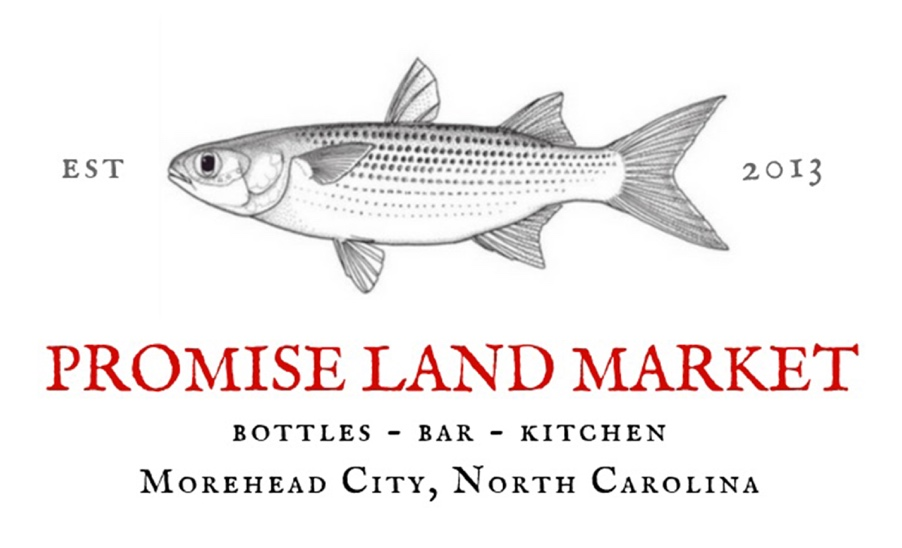 EST 2013
PROMISE LAND MARKET
BOTTLES - BAR - KITCHEN
MOREHEAD CITY, NORTH CAROLINA